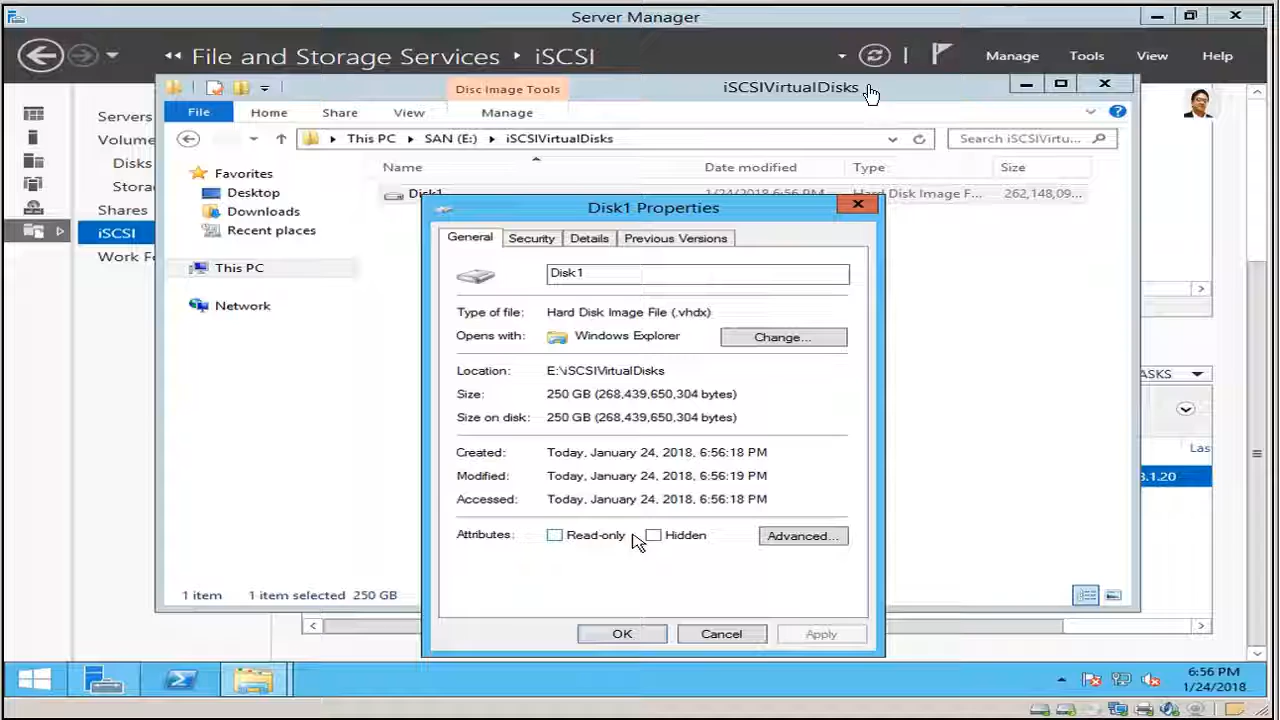 Server Manager
File and Storage Services iSCSI
Manage Tools View Help
Disc Image Tools
iSCSIVirtualDisks
File Home Share View Manage
This PC SAN (E:) iSCSIVirtualDisks
Search iSCSIVirtu...
Servers
Volume
Disks
Stora
Shares
iSCSI
Work F
Favorites
Desktop
Downloads
Recent places
This PC
Network
Name Date modified Type Size
Disk1 1/24/2018 6:56 PM Hard Disk Image F... 262,148,09...
Disk1 Properties
General Security Details Previous Versions
Disk1
Type of file: Hard Disk Image File (.vhdx)
Opens with: Windows Explorer Change...
Location: E:\iSCSIVirtualDisks
Size: 250 GB (268,439,650,304 bytes)
Size on disk: 250 GB (268,439,650,304 bytes)
Created: Today, January 24, 2018, 6:56:18 PM
Modified: Today, January 24, 2018, 6:56:19 PM
Accessed: Today, January 24, 2018, 6:56:18 PM
Attributes: Read-only Hidden Advanced...
OK Cancel Apply
ASKS
Las
3.1.20
1 item 1 item selected 250 GB
6:56 PM
1/24/2018